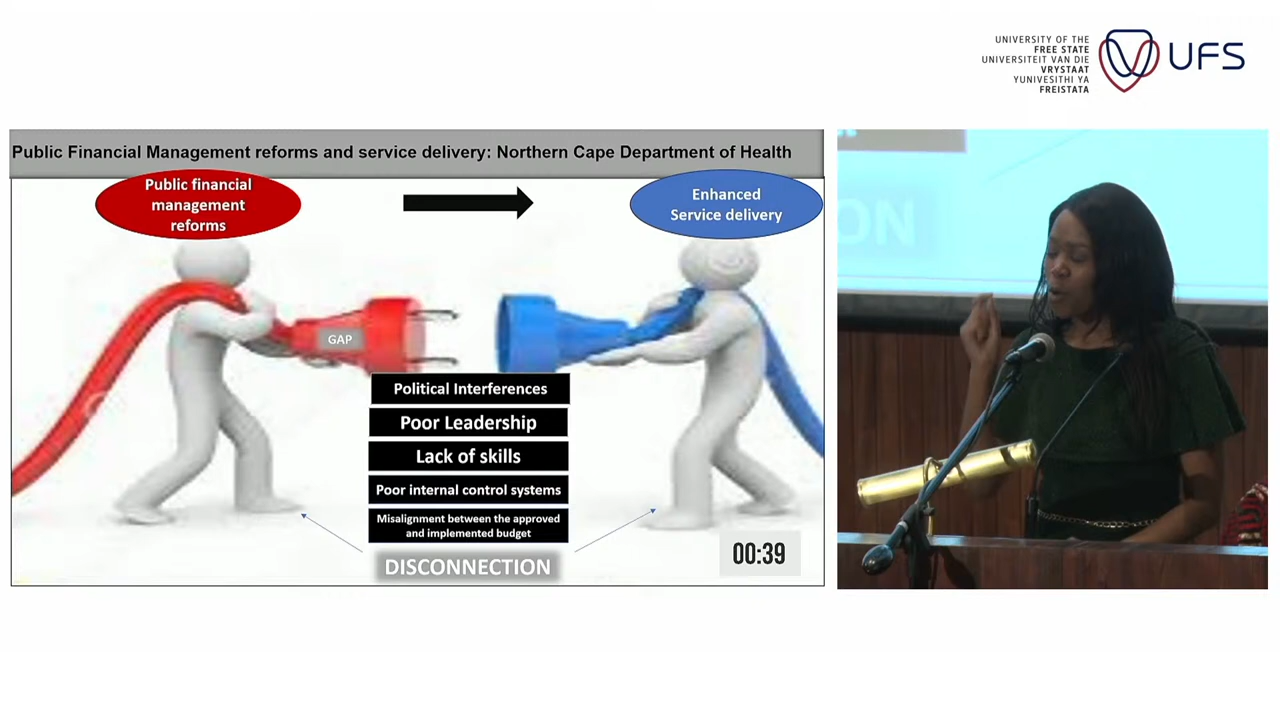 UNIVERSITY OF THE
FREE STATE
UNIVERSITEIT VAN DIE
VRYSTAAT
YUNIVESITHI YA
FREISTATA
UFS
Public Financial Management reforms and service delivery: Northern Cape Department of Health
Public financial
management
reforms
Enhanced
Service delivery
GAP
Political Interferences
Poor Leadership
Lack of skills
Poor internal control systems
Misalignment between the approved
and implemented budget
DISCONNECTION
00:39
ON